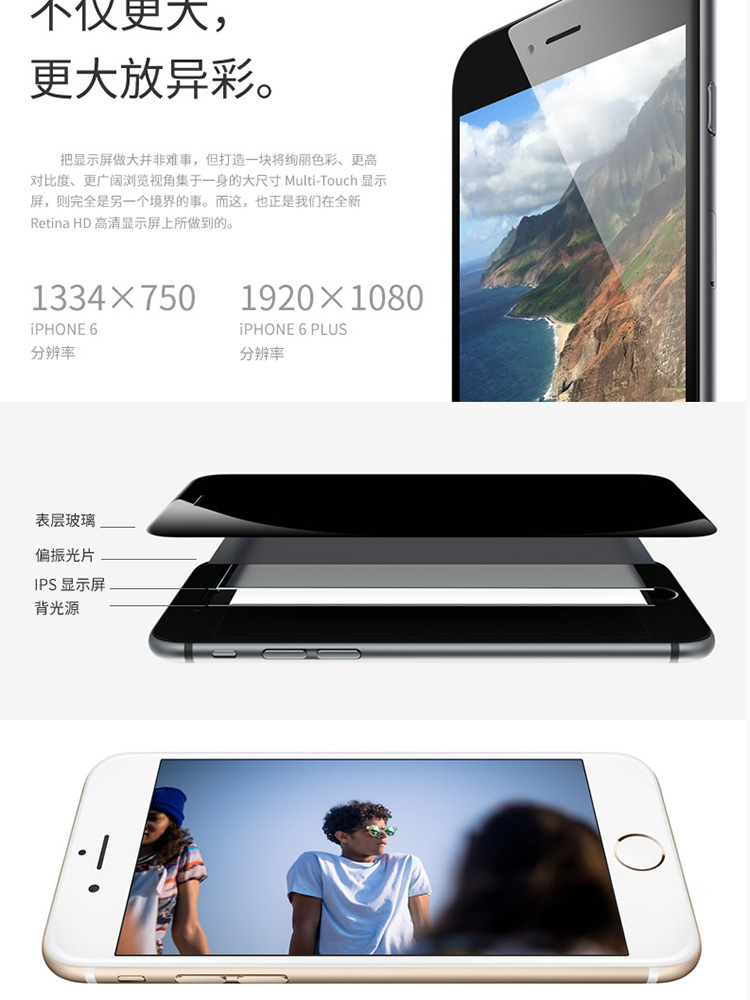 不仅更大，
更大放异彩。
把显示屏做大并非难事，但打造一块将绚丽色彩、更高
对比度、更广阔浏览视角集于一身的大尺寸 Multi-Touch 显示
屏，则完全是另一个境界的事。而这，也正是我们在全新
Retina HD 高清显示屏上所做到的。
1334×750
iPHONE 6
分辨率
1920×1080
iPHONE 6 PLUS
分辨率
表层玻璃
偏振光片
IPS 显示屏
背光源